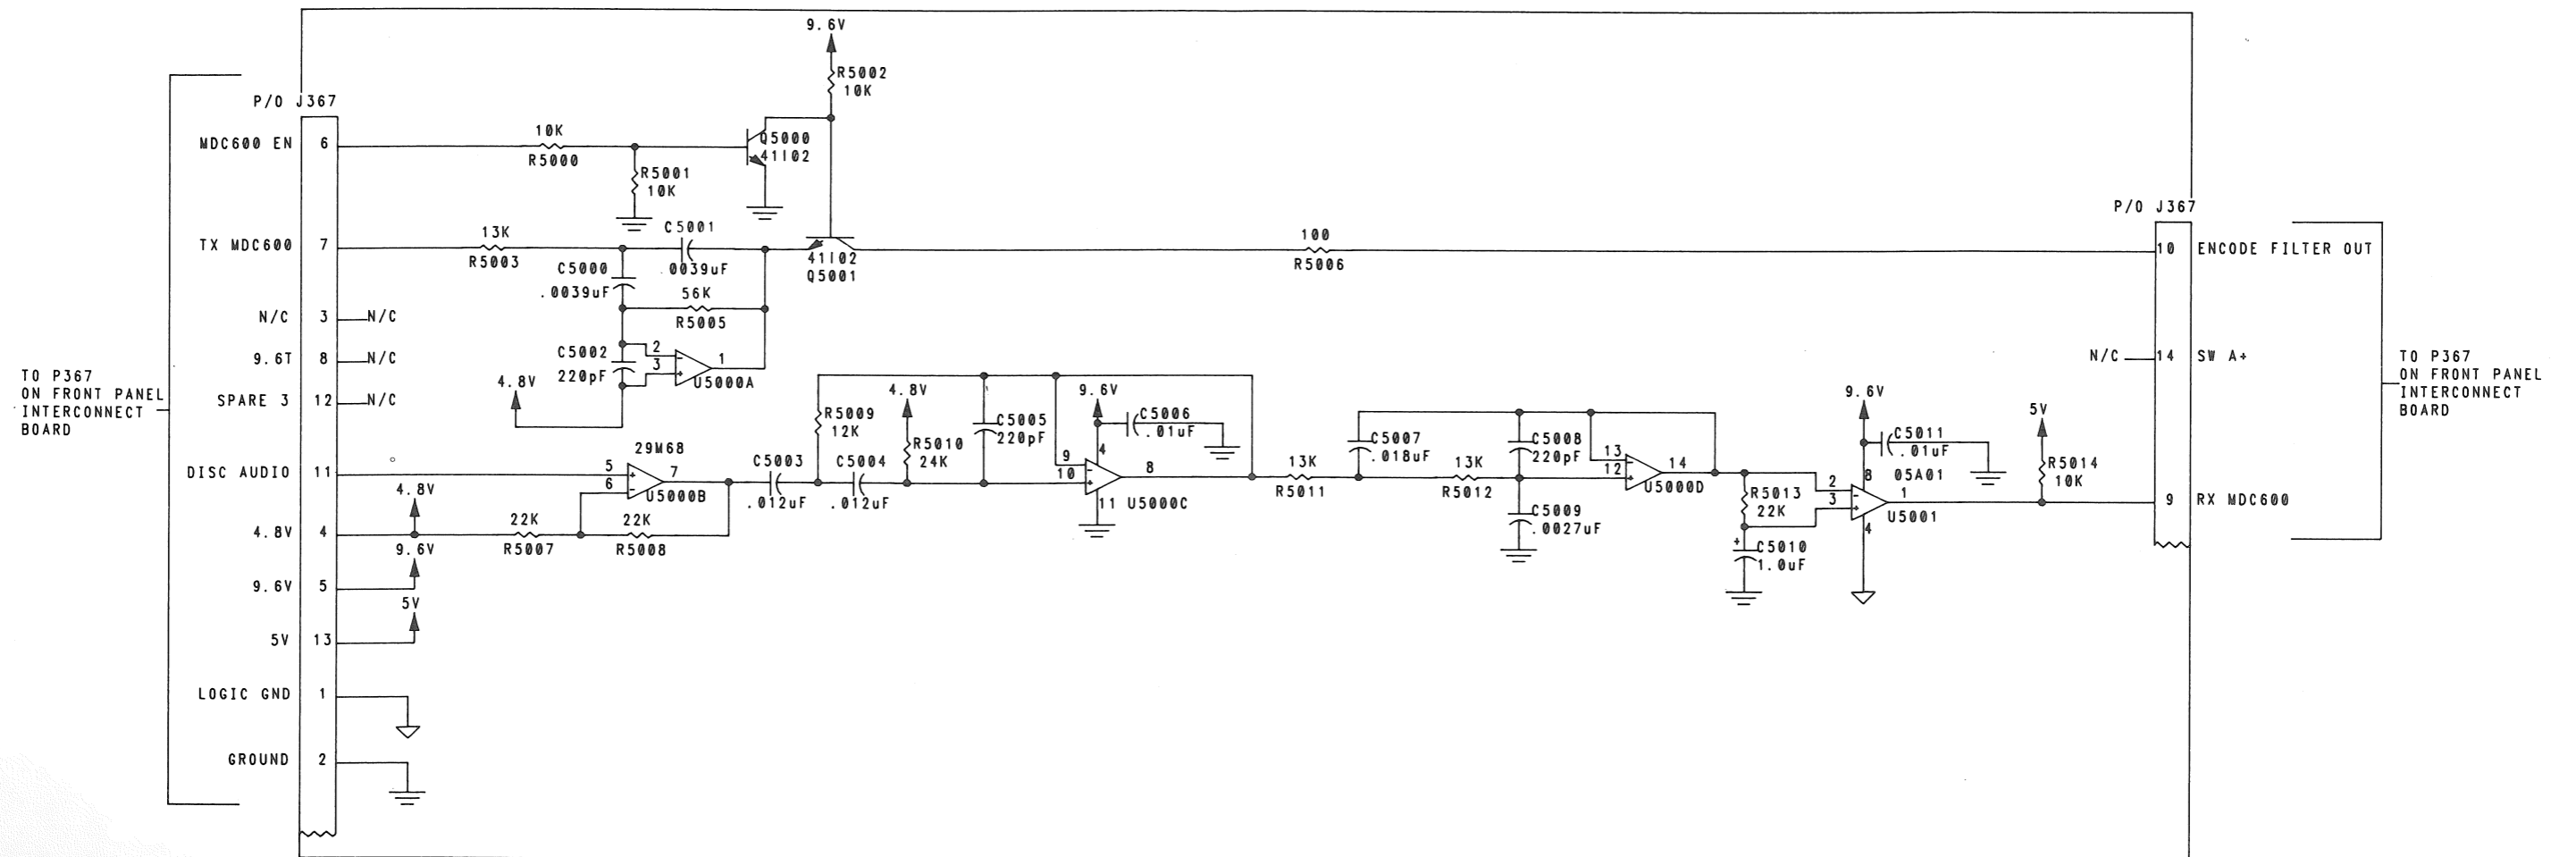 9.6V
R5002
10K
P/O J367
MDC600 EN 6
10K
R5000
Q5000
41I02
R5001
10K
P/O J367
TX MDC600 7
13K
R5003
C5001
.0039uF
C5000
.0039uF
41I02
Q5001
100
R5006
10 ENCODE FILTER OUT
56K
R5005
N/C 3 N/C
9.6T 8 N/C
SPARE 3 12 N/C
C5002
220pF
2
3
1
U5000A
4.8V
N/C 14 SW A+
TO P367
ON FRONT PANEL
INTERCONNECT
BOARD
TO P367
ON FRONT PANEL
INTERCONNECT
BOARD
R5009
12K
4.8V
R5010
24K
C5005
220pF
9.6V
C5006
.01uF
4
9
10
8
11 U5000C
C5007
.018uF
C5008
220pF
9.6V
C5011
.01uF
05A01
5V
R5014
10K
DISC AUDIO 11
29M68
5
6
7
U5000B
C5003
.012uF
C5004
.012uF
13K
R5011
13K
R5012
13
12
14
U5000D
R5013
22K
2
3
8
1
U5001
4
9 RX MDC600
4.8V
4.8V 4
22K
R5007
22K
R5008
C5009
.0027uF
+
C5010
1.0uF
9.6V
9.6V 5
5V
5V 13
LOGIC GND 1
GROUND 2